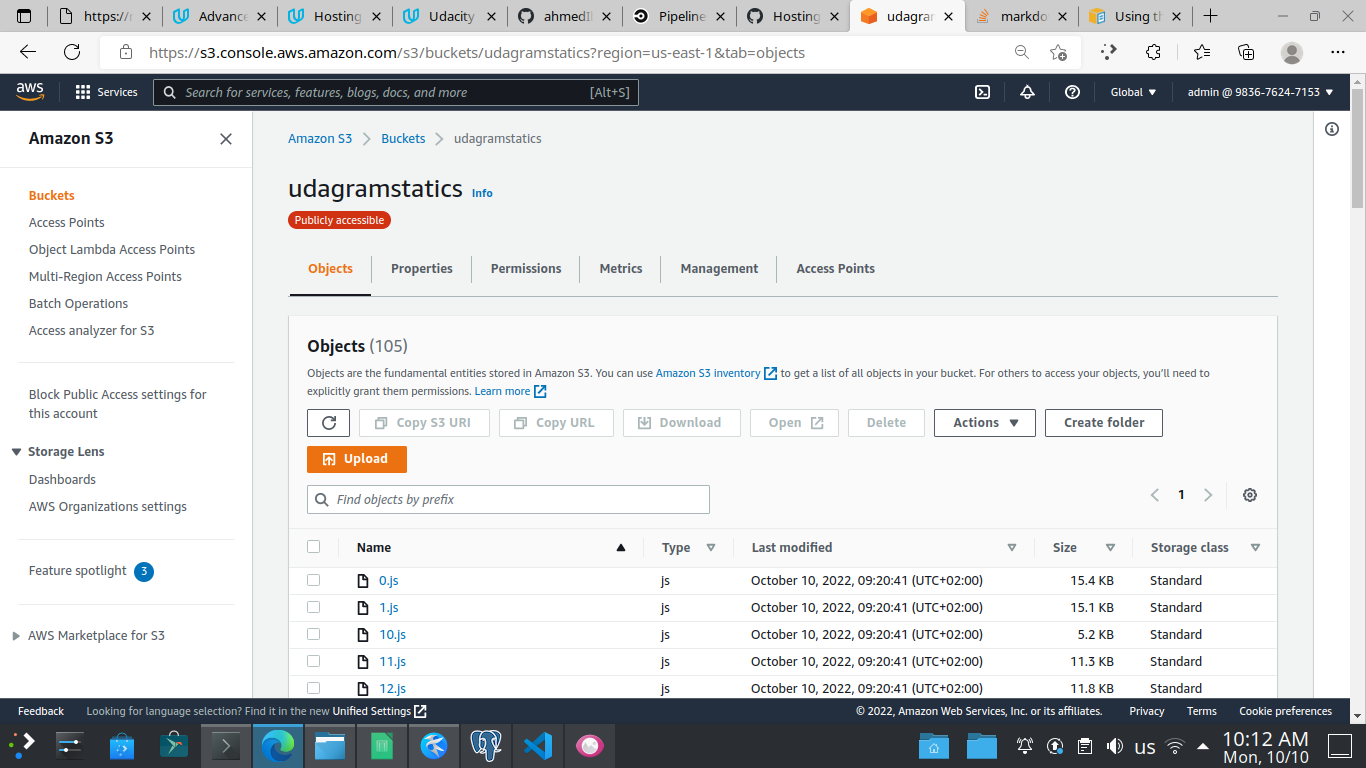 https://r
Advance
Hosting
Udacity
ahmedIl
Pipeline
Hosting
udagram
markdo
Using th
https://s3.console.aws.amazon.com/s3/buckets/udagramstatics?region=us-east-1&tab=objects
aws
Services
Search for services, features, blogs, docs, and more
[Alt+S]
Global
admin @ 9836-7624-7153
Amazon S3
Buckets
Access Points
Object Lambda Access Points
Multi-Region Access Points
Batch Operations
Access analyzer for S3
Block Public Access settings for
this account
Storage Lens
Dashboards
AWS Organizations settings
Feature spotlight 3
AWS Marketplace for S3
Amazon S3 > Buckets > udagramstatics
udagramstatics Info
Publicly accessible
Objects
Properties
Permissions
Metrics
Management
Access Points
Objects (105)
Objects are the fundamental entities stored in Amazon S3. You can use Amazon S3 inventory to get a list of all objects in your bucket. For others to access your objects, you'll need to
explicitly grant them permissions. Learn more
Copy S3 URI
Copy URL
Download
Open
Delete
Actions
Create folder
Upload
Find objects by prefix
1
Name Type Last modified Size Storage class
0.js js October 10, 2022, 09:20:41 (UTC+02:00) 15.4 KB Standard
1.js js October 10, 2022, 09:20:41 (UTC+02:00) 15.1 KB Standard
10.js js October 10, 2022, 09:20:41 (UTC+02:00) 5.2 KB Standard
11.js js October 10, 2022, 09:20:41 (UTC+02:00) 11.3 KB Standard
12.js js October 10, 2022, 09:20:41 (UTC+02:00) 11.8 KB Standard
Feedback
Looking for language selection? Find it in the new Unified Settings
© 2022, Amazon Web Services, Inc. or its affiliates.
Privacy
Terms
Cookie preferences
us
10:12 AM
Mon, 10/10